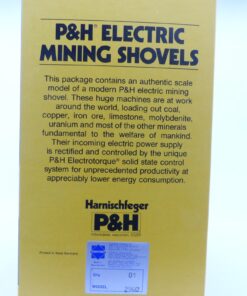 P&H® ELECTRIC
MINING SHOVELS
This package contains an authentic scale
model of a modern P&H electric mining
shovel. These huge machines are at work
around the world, loading out coal,
copper, iron ore, limestone, molybdenite,
uranium and most of the other minerals
fundamental to the welfare of mankind.
Their incoming electric power supply
is rectified and controlled by the unique
P&H Electrotorque® solid state control
system for unprecedented productivity at
appreciably lower energy consumption.
Harnischfeger
P&H
Printed in West Germany
01
MODEL